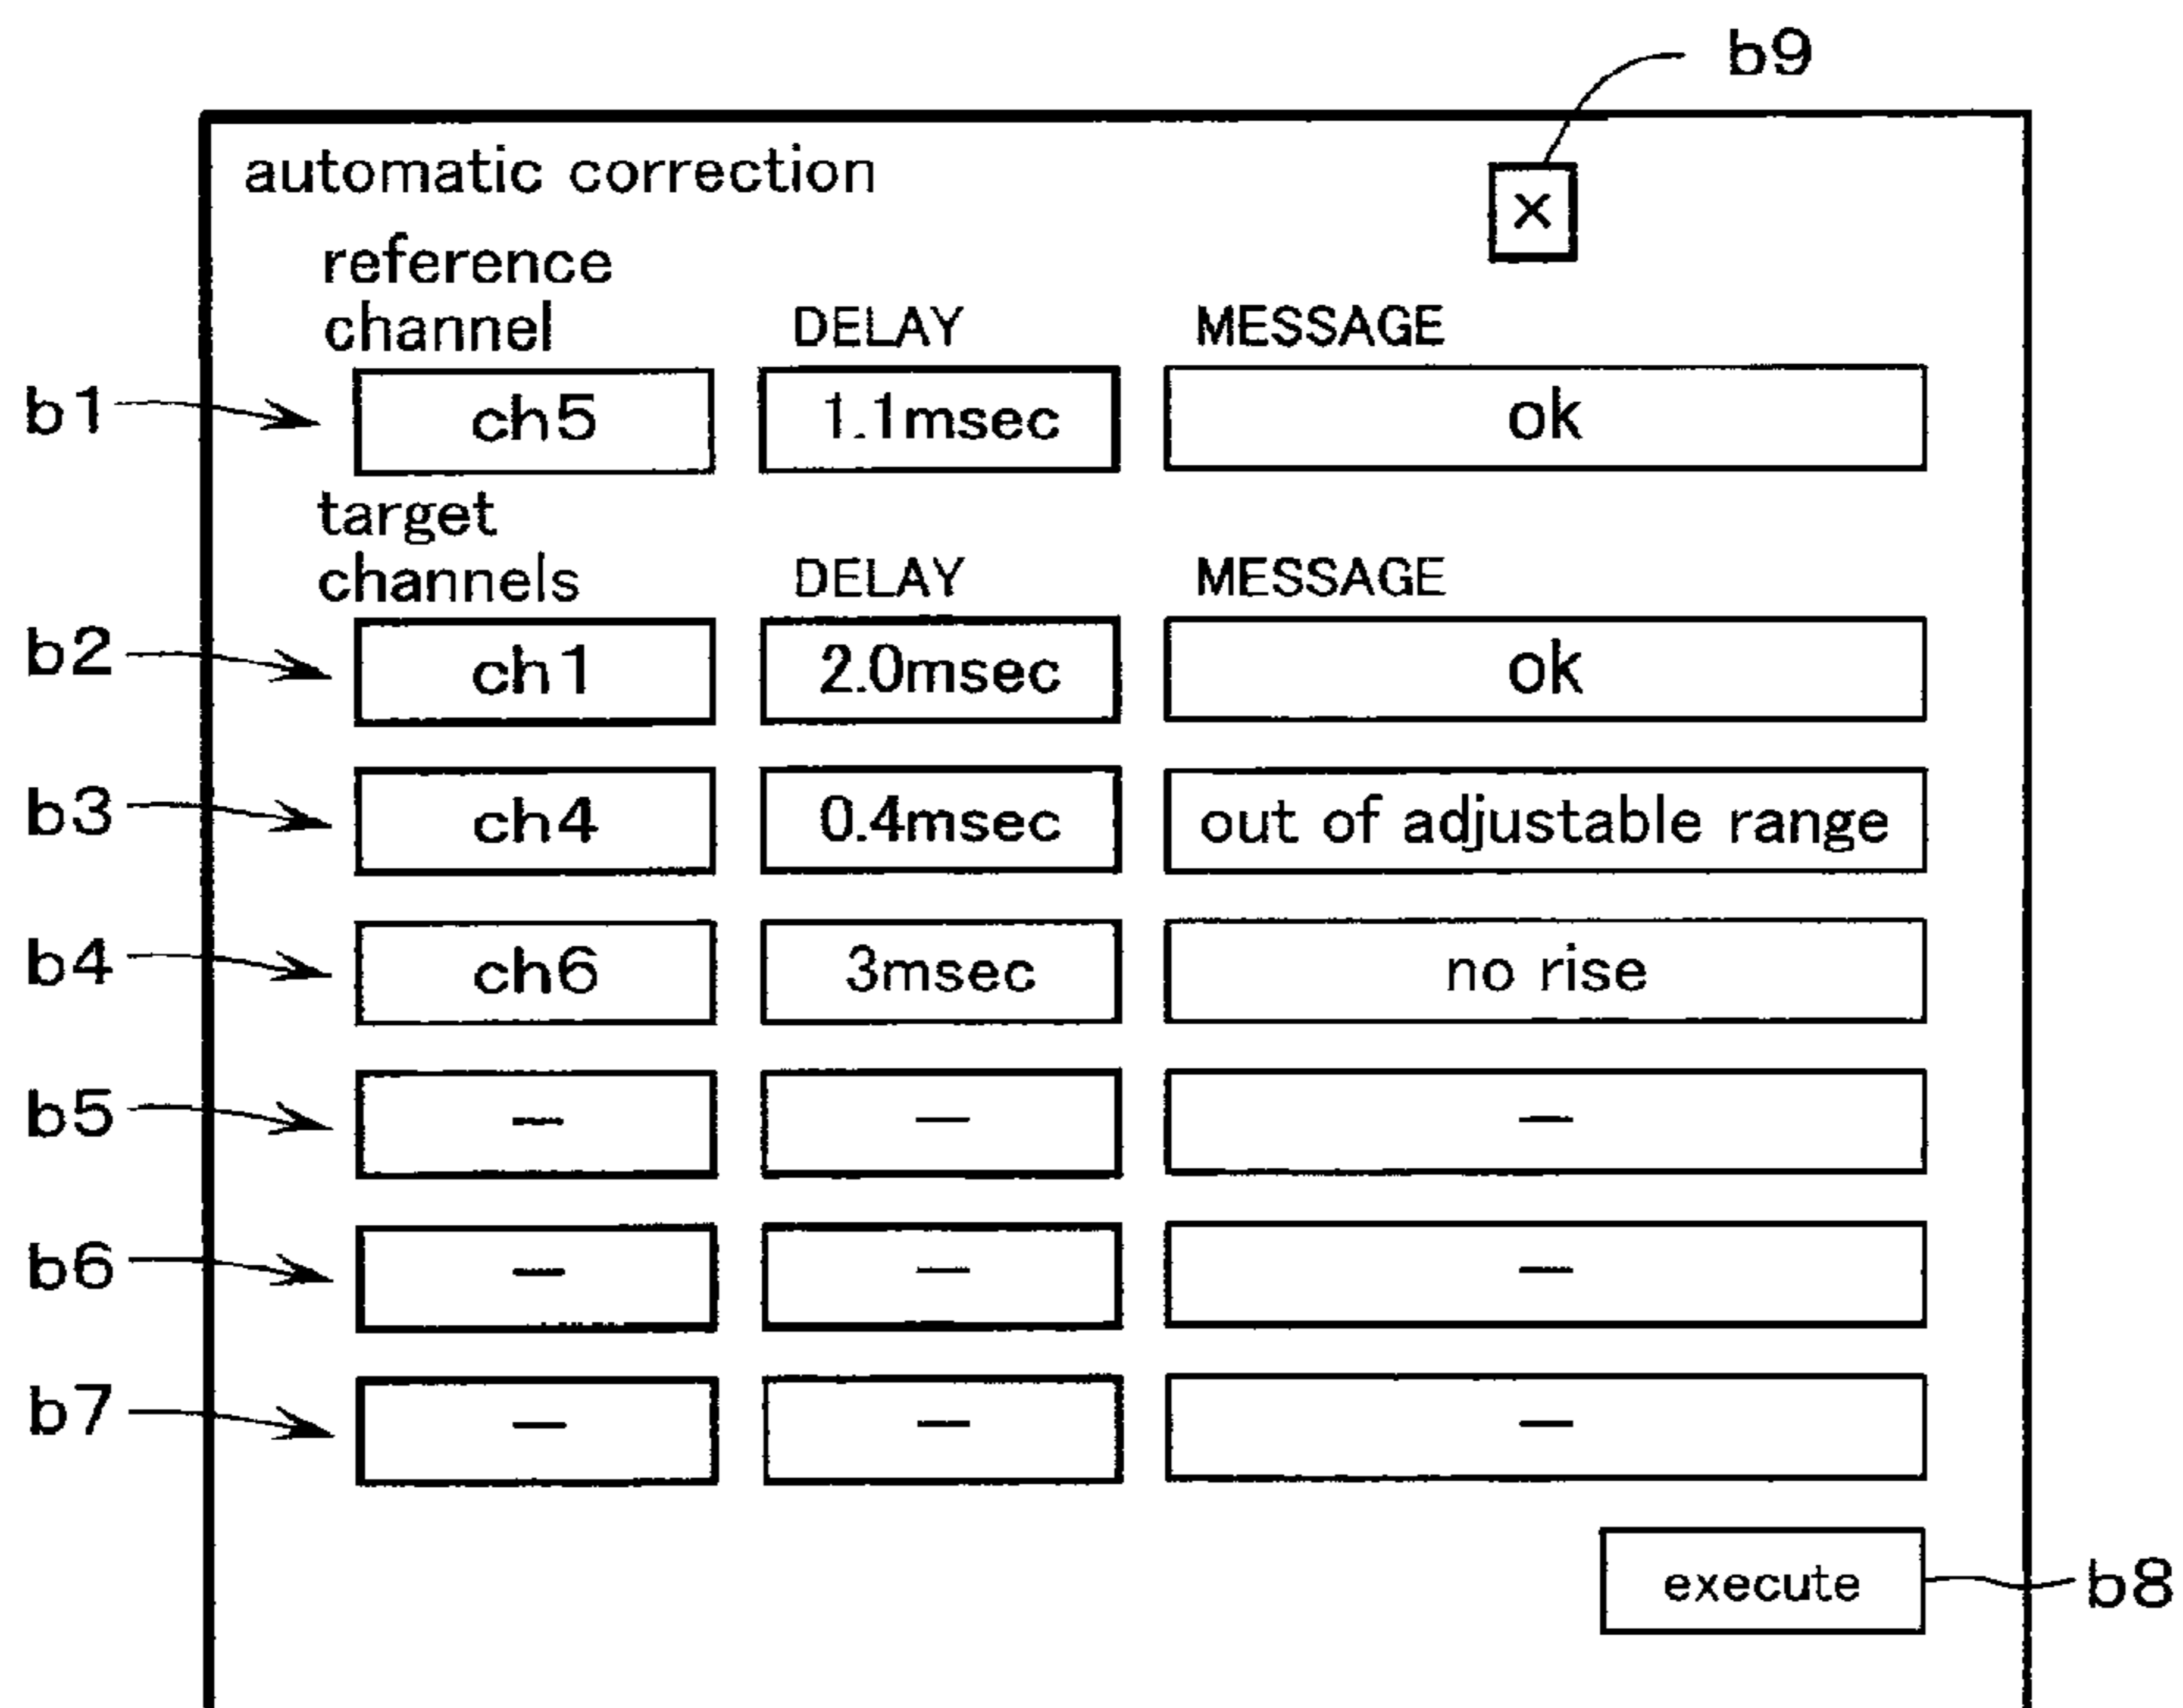 b9
automatic correction
×
reference
channel DELAY MESSAGE
b1 ch5 1.1msec ok
target
channels DELAY MESSAGE
b2 ch1 2.0msec ok
b3 ch4 0.4msec out of adjustable range
b4 ch6 3msec no rise
b5 — — —
b6 — — —
b7 — — —
execute b8